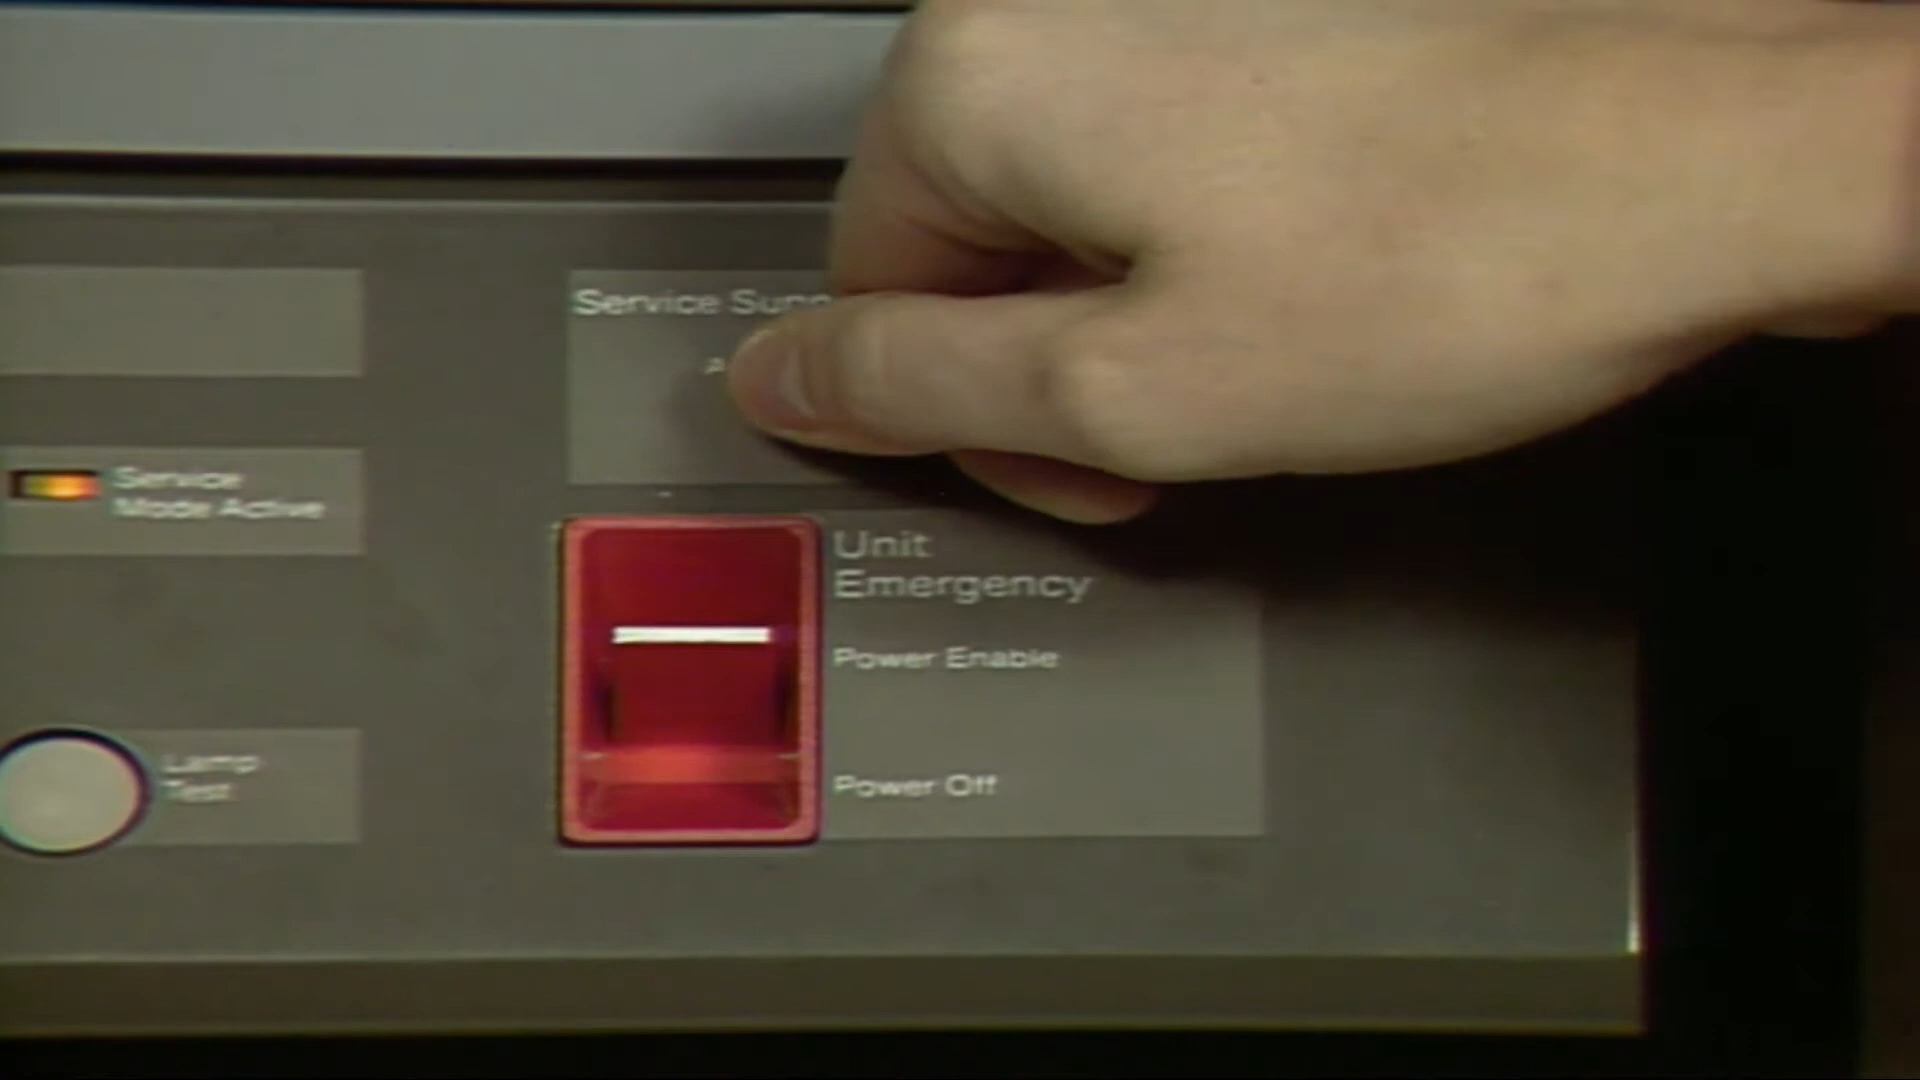 Service
Service
Mode Active
Unit
Emergency
Power Enable
Power Off
Lamp
Test